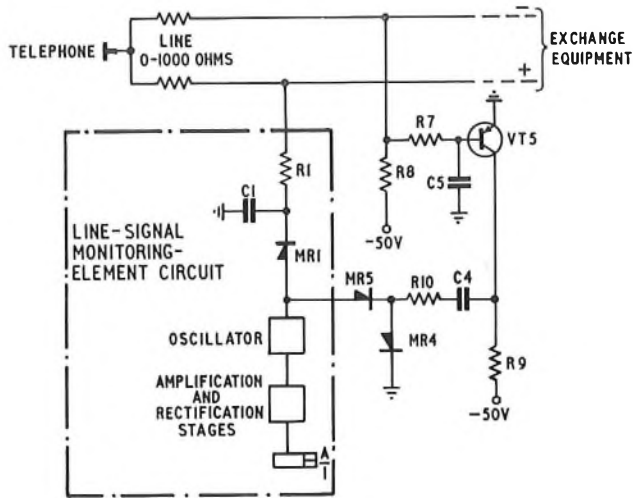 TELEPHONE
LINE
0-1000 OHMS
−
+
EXCHANGE
EQUIPMENT
R1
C1
R7
VT5
R8
C5
-50V
LINE-SIGNAL
MONITORING-
ELEMENT CIRCUIT
MR1
MR5
R10
C4
OSCILLATOR
MR4
R9
AMPLIFICATION
AND
RECTIFICATION
STAGES
-50V
A
1